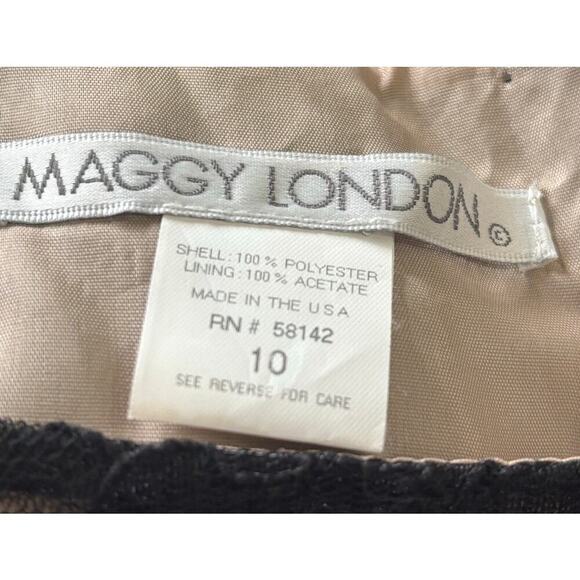 MAGGY LONDON ©
SHELL: 100% POLYESTER
LINING: 100% ACETATE
MADE IN THE USA
RN # 58142
10
SEE REVERSE FOR CARE